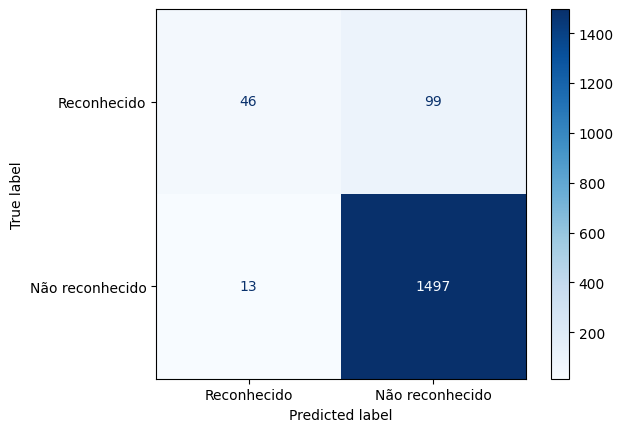 Reconhecido
46
99
Não reconhecido
13
1497
Reconhecido
Não reconhecido
Predicted label
True label
1400
1200
1000
800
600
400
200